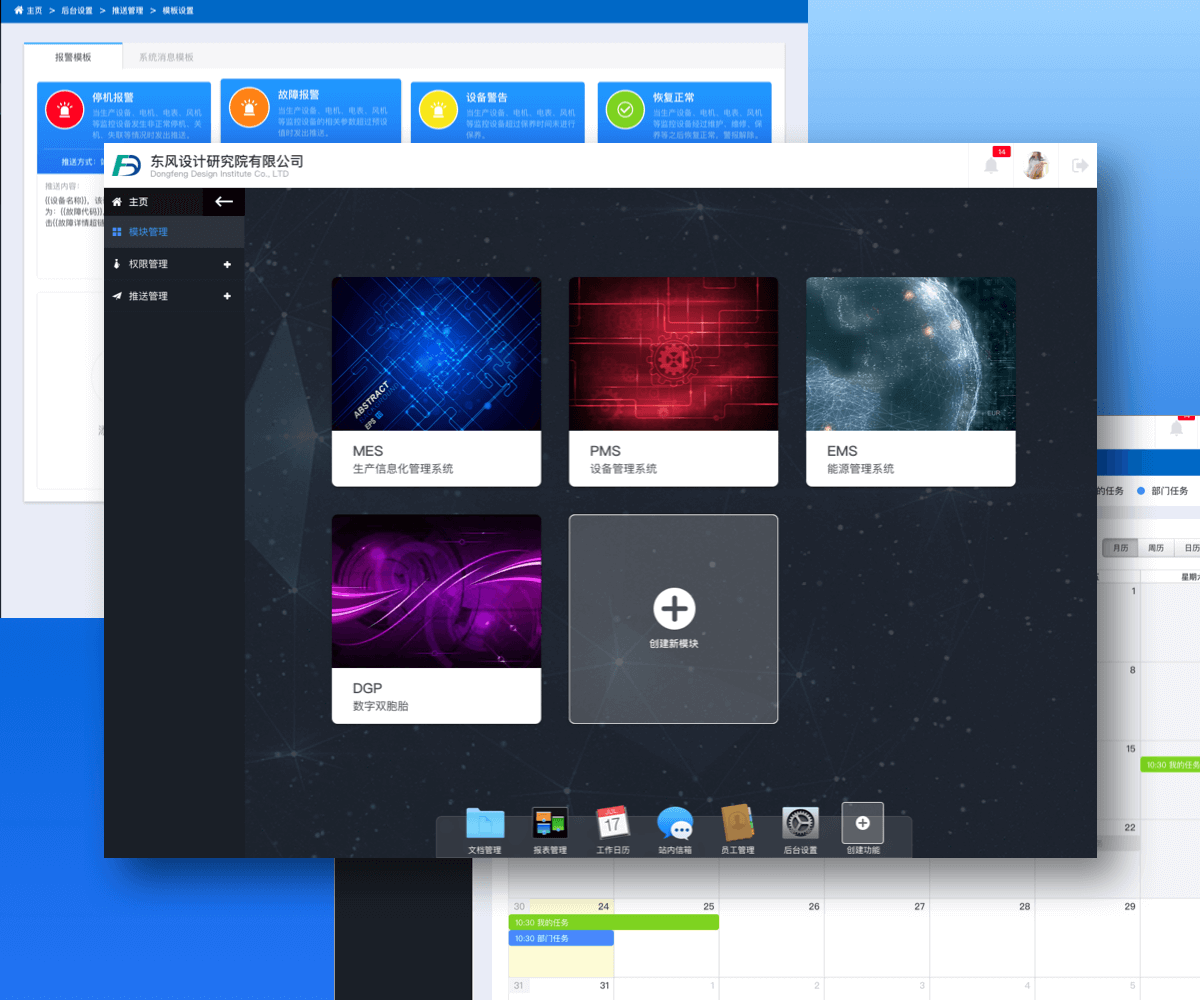 主页 > 后台设置 > 推送管理 > 模板设置
报警模板
系统消息模板
停机报警
当生产设备、电机、电表、风机
等监控设备发生非正常停机、关
机、失联等情况时发出推送。
推送方式：
故障报警
当生产设备、电机、电表、风机
等监控设备的相关参数超过预设
值时发出推送。
设备警告
当生产设备、电机、电表、风机
等监控设备超过保养时间未进行
保养。
恢复正常
当生产设备、电机、电表、风机
等监控设备经过维护、维修、保
养等之后恢复正常，警报解除。
推送内容：
{{设备名称}}，该
为：{{故障代码}}，
击{{故障详情超链
东风设计研究院有限公司
Dongfeng Design Institute Co., LTD
14
主页
模块管理
权限管理
推送管理
ABSTRACT
EPS
MES
生产信息化管理系统
PMS
设备管理系统
EMS
能源管理系统
DGP
数字双胞胎
创建新模块
JUL
17
文档管理
报表管理
工作日历
站内信箱
员工管理
后台设置
创建功能
的任务
部门任务
月历
周历
日历
星期六
1
8
15
10:30 我的任务
22
30
24
25
26
27
28
29
10:30 我的任务
10:30 部门任务
31
31
1
2
3
4
5